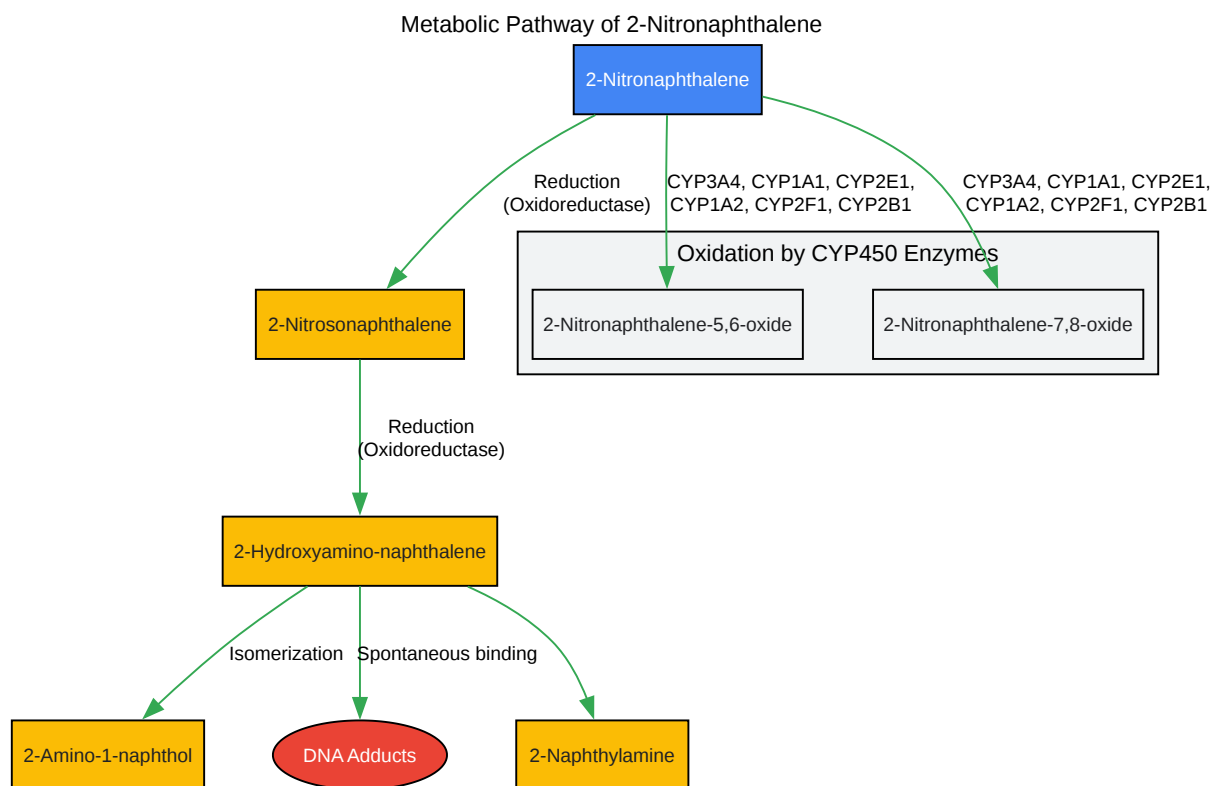 Metabolic Pathway of 2-Nitronaphthalene
2-Nitronaphthalene
Reduction
(Oxidoreductase)
CYP3A4, CYP1A1, CYP2E1,
CYP1A2, CYP2F1, CYP2B1
CYP3A4, CYP1A1, CYP2E1,
CYP1A2, CYP2F1, CYP2B1
Oxidation by CYP450 Enzymes
2-Nitrosonaphthalene
2-Nitronaphthalene-5,6-oxide
2-Nitronaphthalene-7,8-oxide
Reduction
(Oxidoreductase)
2-Hydroxyamino-naphthalene
Isomerization
Spontaneous binding
2-Amino-1-naphthol
DNA Adducts
2-Naphthylamine